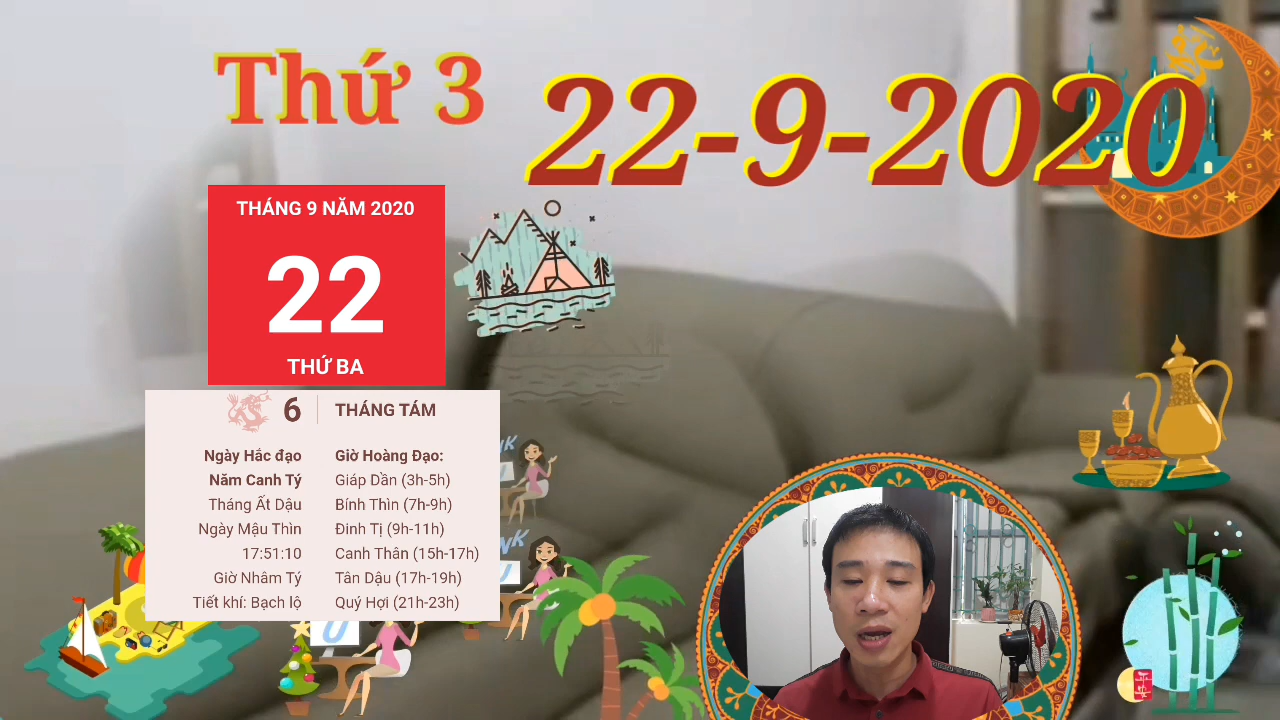 Thứ 3
22-9-2020
THÁNG 9 NĂM 2020
22
THỨ BA
6
THÁNG TÁM
Ngày Hắc đạo
Năm Canh Tý
Tháng Ất Dậu
Ngày Mậu Thìn
17:51:10
Giờ Nhâm Tý
Tiết khí: Bạch lộ
Giờ Hoàng Đạo:
Giáp Dần (3h-5h)
Bính Thìn (7h-9h)
Đinh Tị (9h-11h)
Canh Thân (15h-17h)
Tân Dậu (17h-19h)
Quý Hợi (21h-23h)
NK
NK
U
U